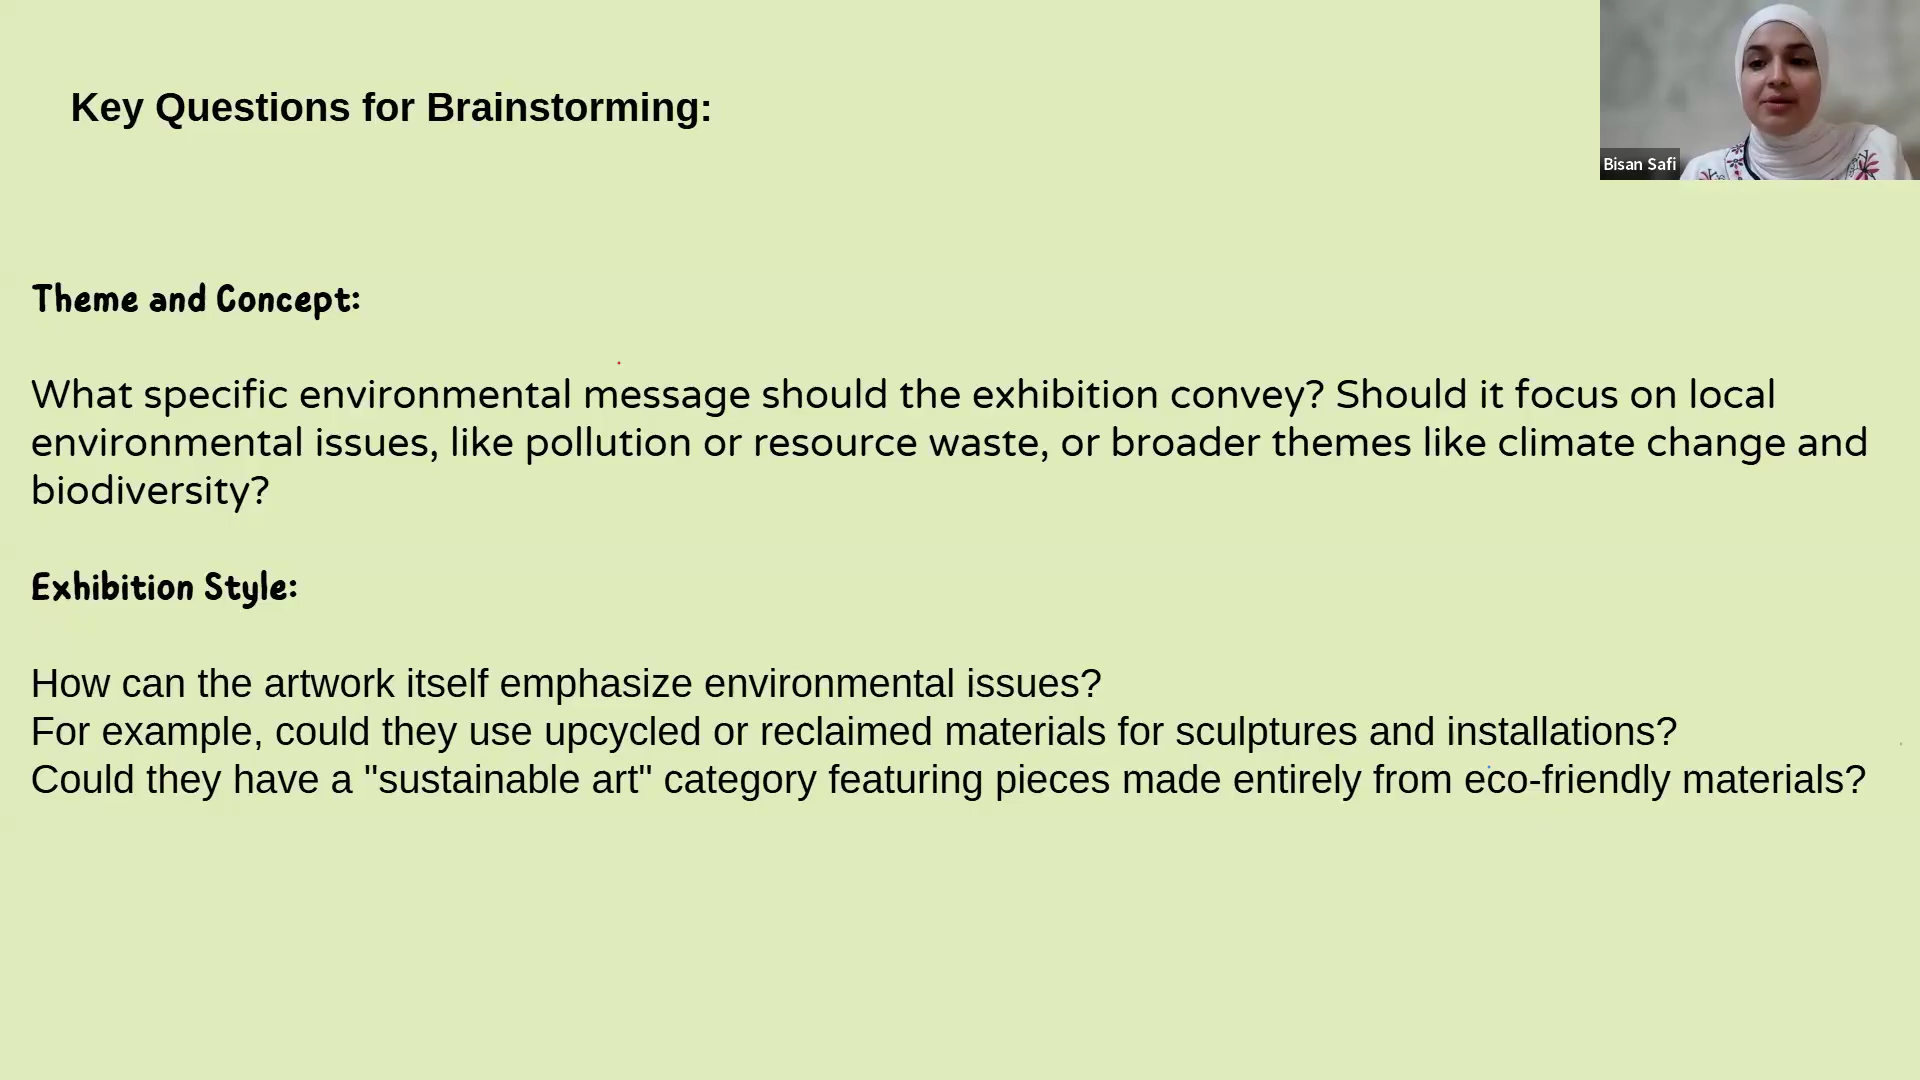 Key Questions for Brainstorming:
Bisan Safi
Theme and Concept:
What specific environmental message should the exhibition convey? Should it focus on local
environmental issues, like pollution or resource waste, or broader themes like climate change and
biodiversity?
Exhibition Style:
How can the artwork itself emphasize environmental issues?
For example, could they use upcycled or reclaimed materials for sculptures and installations?
Could they have a "sustainable art" category featuring pieces made entirely from eco-friendly materials?